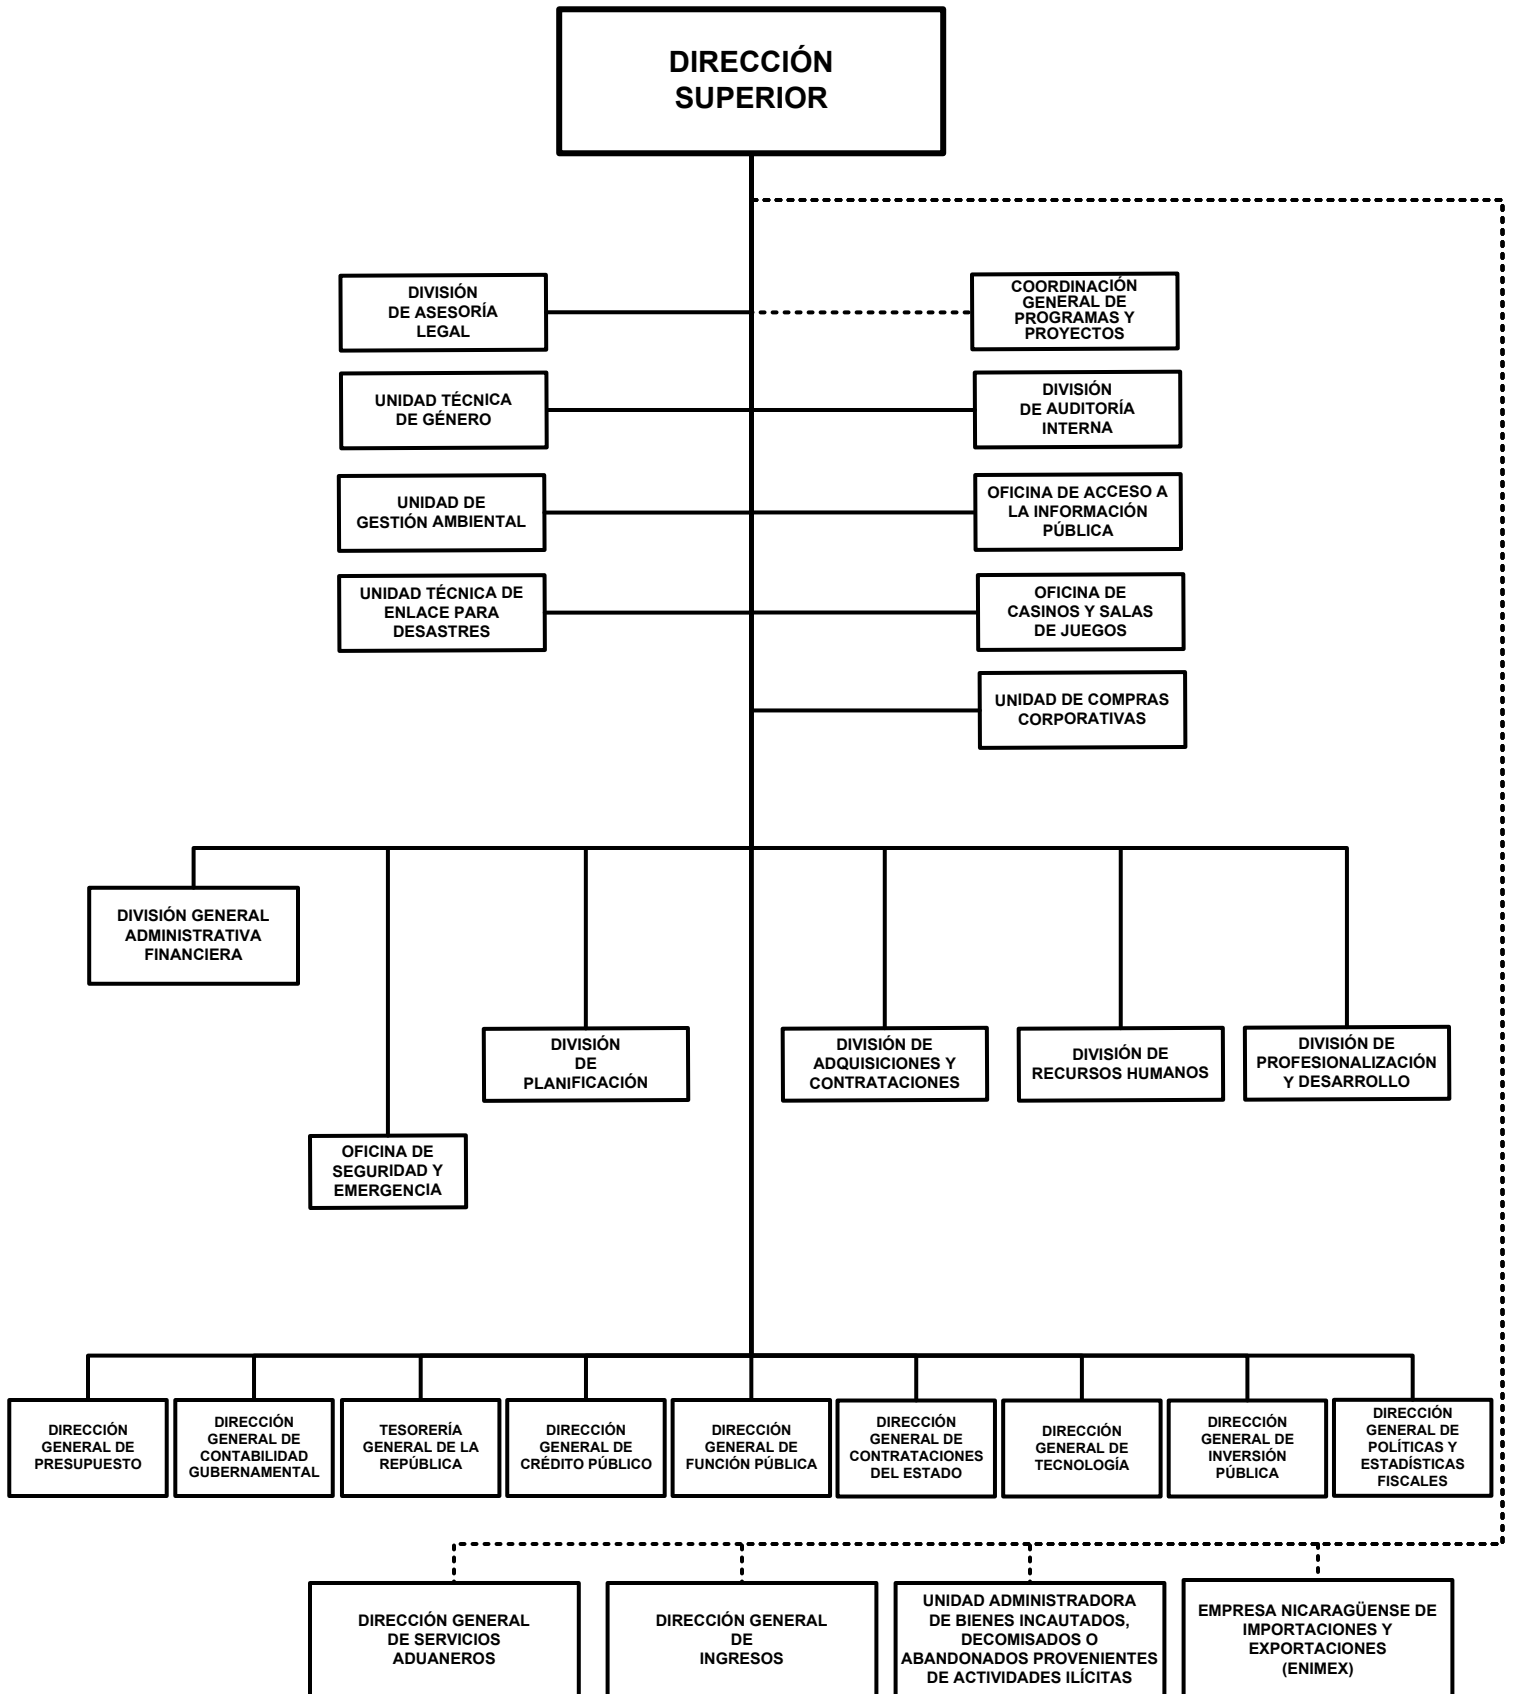 DIRECCIÓN
SUPERIOR
DIVISIÓN
DE ASESORÍA
LEGAL
COORDINACIÓN
GENERAL DE
PROGRAMAS Y
PROYECTOS
UNIDAD TÉCNICA
DE GÉNERO
DIVISIÓN
DE AUDITORÍA
INTERNA
UNIDAD DE
GESTIÓN AMBIENTAL
OFICINA DE ACCESO A
LA INFORMACIÓN
PÚBLICA
UNIDAD TÉCNICA DE
ENLACE PARA
DESASTRES
OFICINA DE
CASINOS Y SALAS
DE JUEGOS
UNIDAD DE COMPRAS
CORPORATIVAS
DIVISIÓN GENERAL
ADMINISTRATIVA
FINANCIERA
DIVISIÓN
DE
PLANIFICACIÓN
DIVISIÓN DE
ADQUISICIONES Y
CONTRATACIONES
DIVISIÓN DE
RECURSOS HUMANOS
DIVISIÓN DE
PROFESIONALIZACIÓN
Y DESARROLLO
OFICINA DE
SEGURIDAD Y
EMERGENCIA
DIRECCIÓN
GENERAL DE
PRESUPUESTO
DIRECCIÓN
GENERAL DE
CONTABILIDAD
GUBERNAMENTAL
TESORERÍA
GENERAL DE LA
REPÚBLICA
DIRECCIÓN
GENERAL DE
CRÉDITO PÚBLICO
DIRECCIÓN
GENERAL DE
FUNCIÓN PÚBLICA
DIRECCIÓN
GENERAL DE
CONTRATACIONES
DEL ESTADO
DIRECCIÓN
GENERAL DE
TECNOLOGÍA
DIRECCIÓN
GENERAL DE
INVERSIÓN
PÚBLICA
DIRECCIÓN
GENERAL DE
POLÍTICAS Y
ESTADÍSTICAS
FISCALES
DIRECCIÓN GENERAL
DE SERVICIOS
ADUANEROS
DIRECCIÓN GENERAL
DE
INGRESOS
UNIDAD ADMINISTRADORA
DE BIENES INCAUTADOS,
DECOMISADOS O
ABANDONADOS PROVENIENTES
DE ACTIVIDADES ILÍCITAS
EMPRESA NICARAGÜENSE DE
IMPORTACIONES Y
EXPORTACIONES
(ENIMEX)